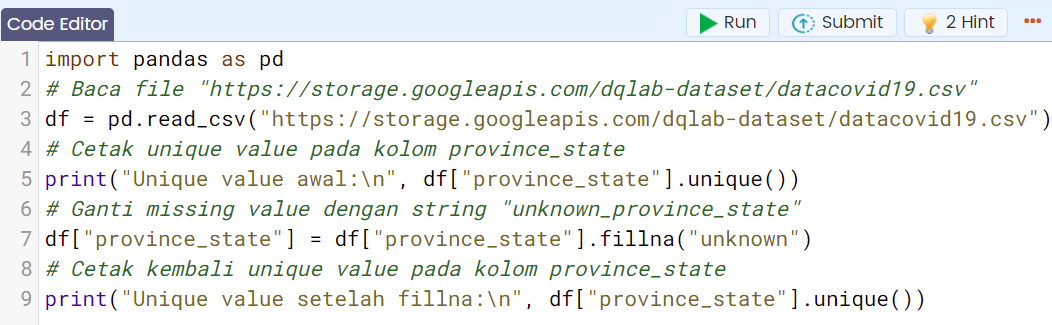 Code Editor Run Submit 2 Hint
1 import pandas as pd
2 # Baca file "https://storage.googleapis.com/dqlab-dataset/datacovid19.csv"
3 df = pd.read_csv("https://storage.googleapis.com/dqlab-dataset/datacovid19.csv")
4 # Cetak unique value pada kolom province_state
5 print("Unique value awal:\n", df["province_state"].unique())
6 # Ganti missing value dengan string "unknown_province_state"
7 df["province_state"] = df["province_state"].fillna("unknown")
8 # Cetak kembali unique value pada kolom province_state
9 print("Unique value setelah fillna:\n", df["province_state"].unique())